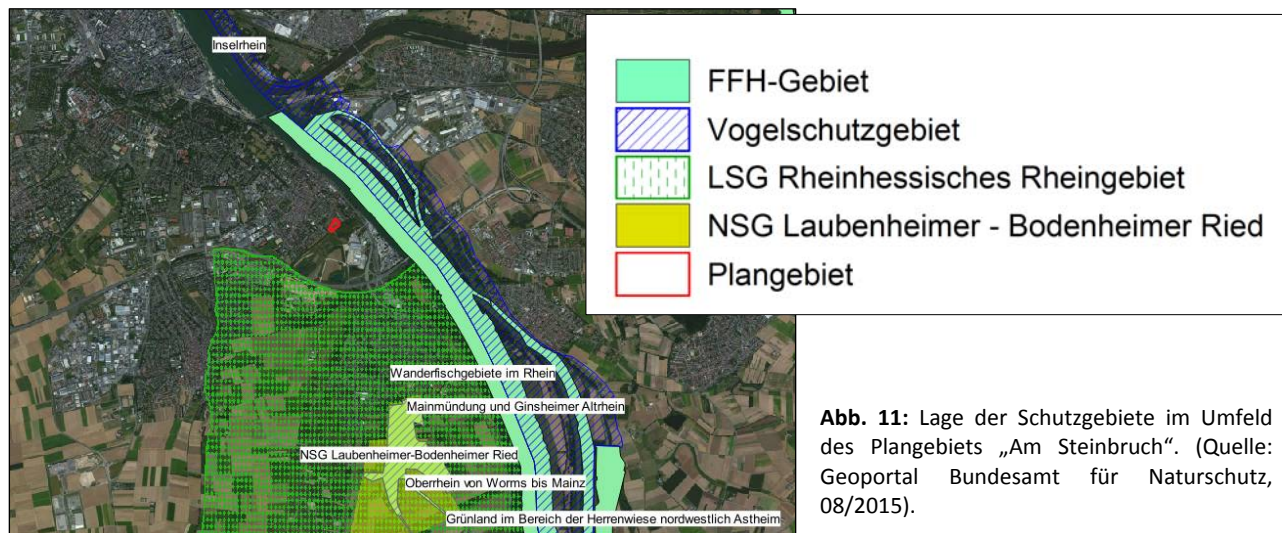 Inselrhein
Wanderfischgebiete im Rhein
Mainmündung und Ginsheimer Altrhein
NSG Laubenheimer-Bodenheimer Ried
Oberrhein von Worms bis Mainz
Grünland im Bereich der Herrenwiese nordwestlich Astheim
FFH-Gebiet
Vogelschutzgebiet
LSG Rheinhessisches Rheingebiet
NSG Laubenheimer - Bodenheimer Ried
Plangebiet
Abb. 11: Lage der Schutzgebiete im Umfeld
des Plangebiets „Am Steinbruch“. (Quelle:
Geoportal Bundesamt für Naturschutz,
08/2015).